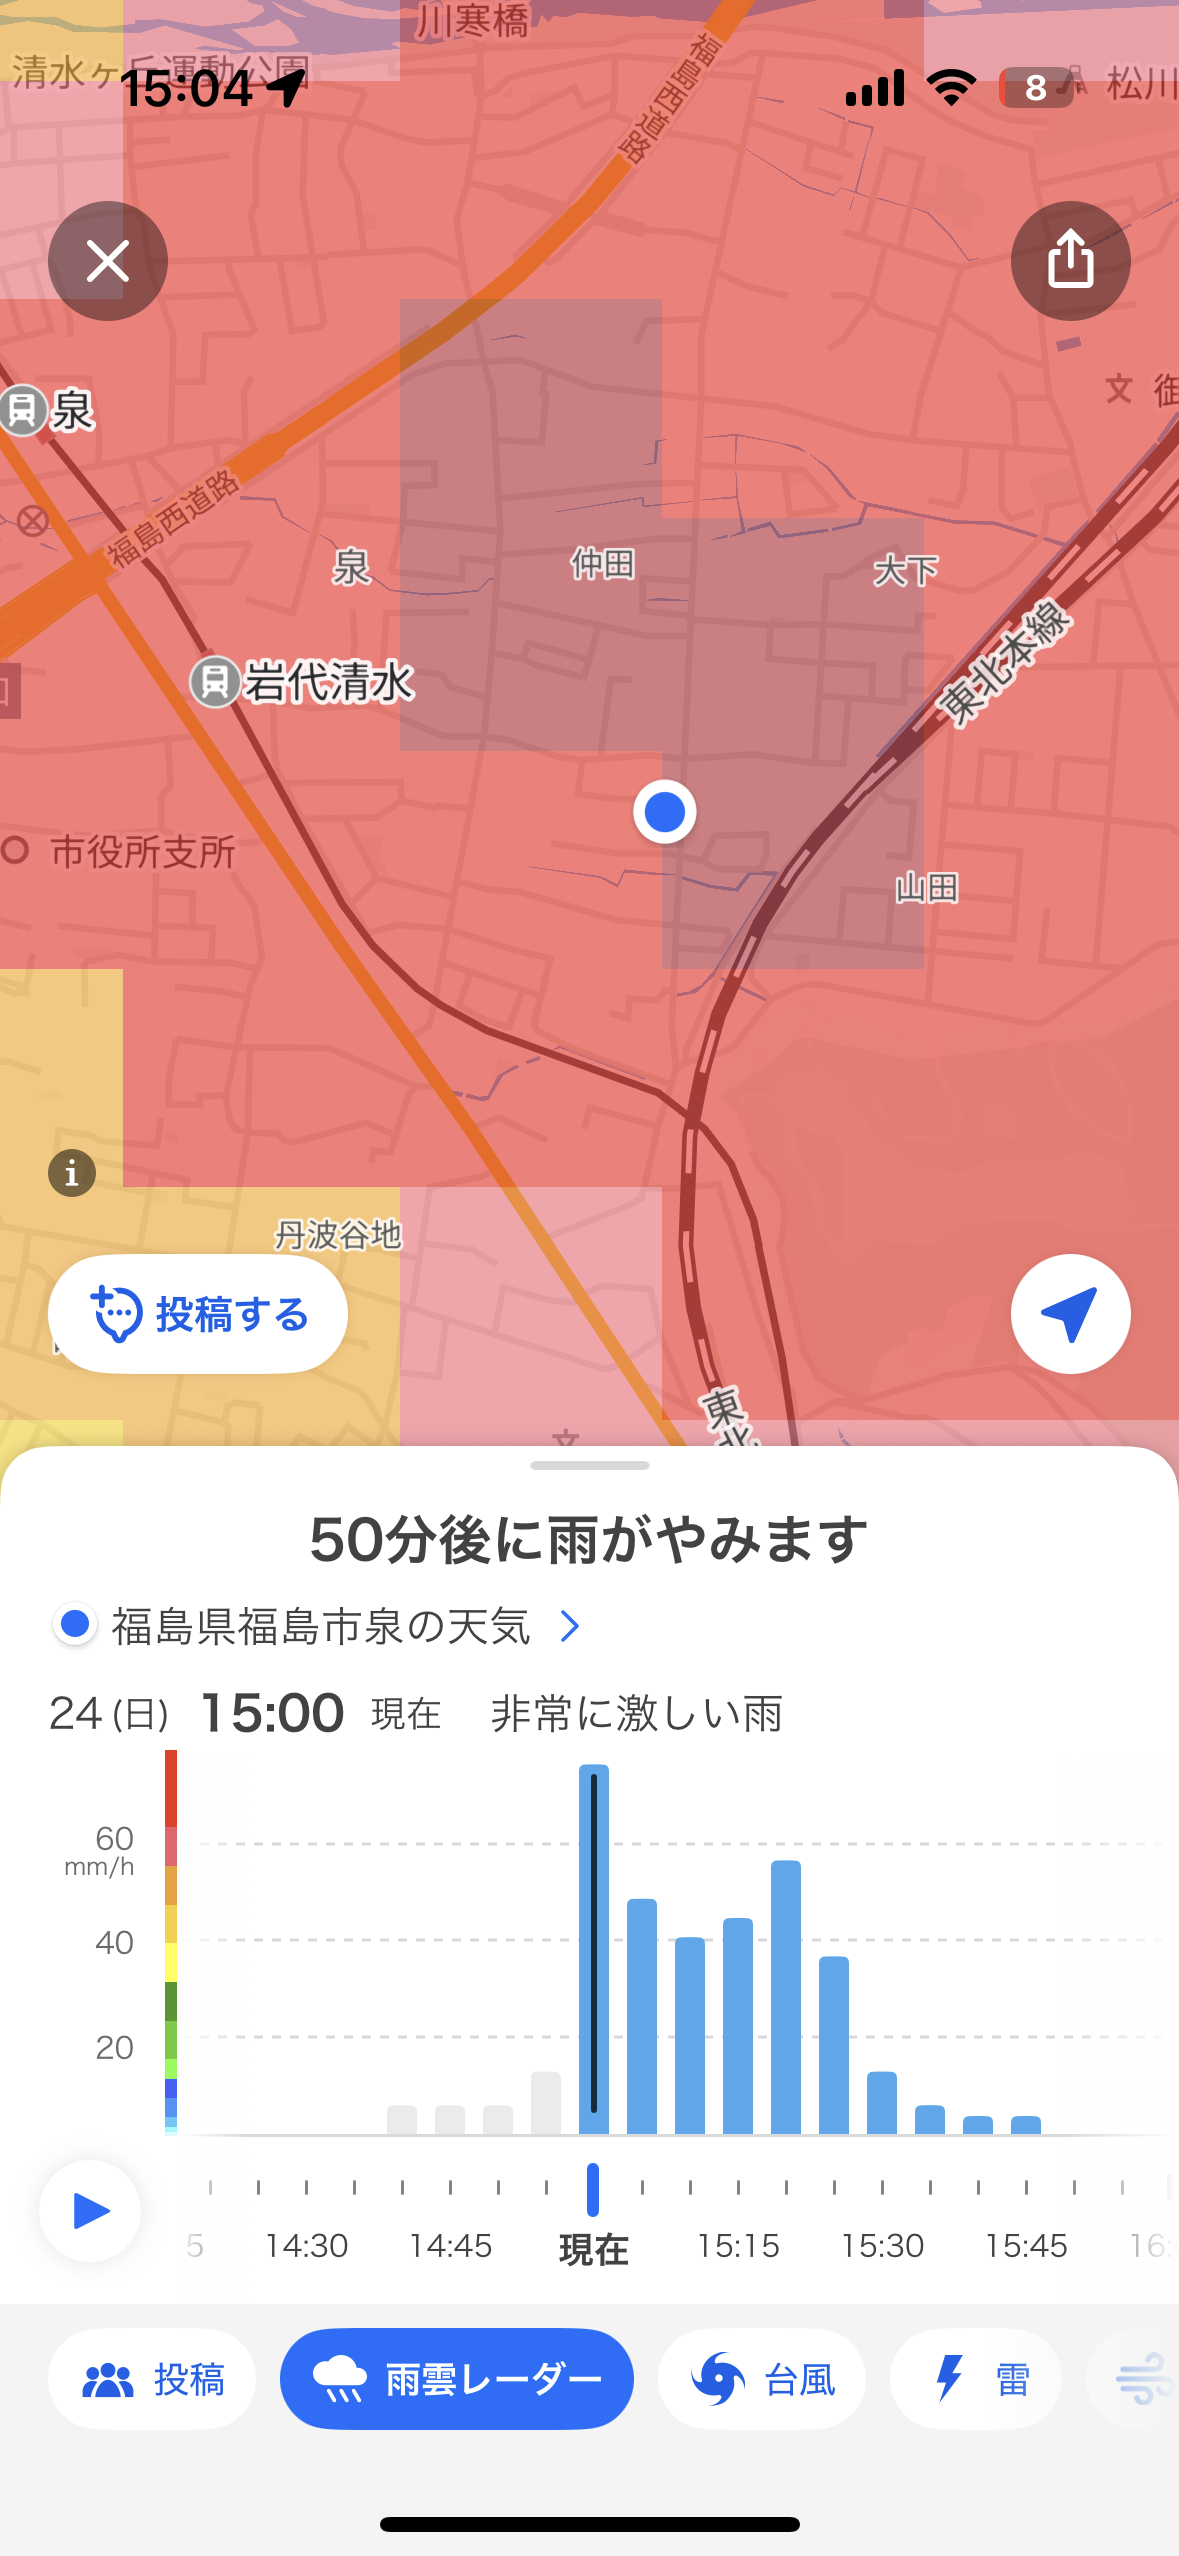 川寒橋
清水ヶ丘運動公園
15:04
8
松川
福島西道路
泉
御
福島西道路
泉
仲田
大下
岩代清水
東北本線
市役所支所
山田
丹波谷地
投稿する
東北
50分後に雨がやみます
福島県福島市泉の天気
24 (日) 15:00 現在 非常に激しい雨
60
mm/h
40
20
5 14:30 14:45 現在 15:15 15:30 15:45 16:
投稿 雨雲レーダー 台風 雷